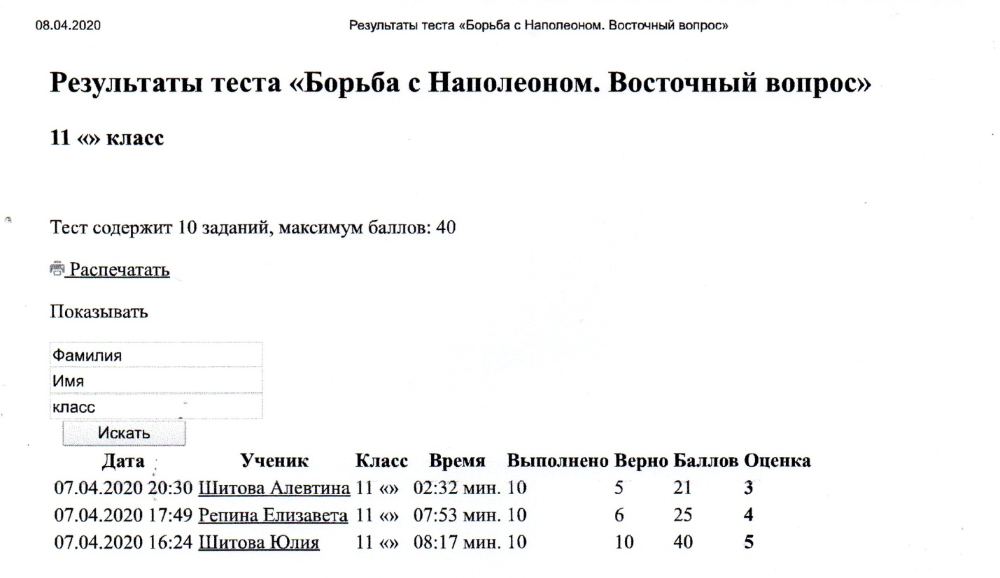 08.04.2020 Результаты теста «Борьба с Наполеоном. Восточный вопрос»
Результаты теста «Борьба с Наполеоном. Восточный вопрос»
11 «» класс
Тест содержит 10 заданий, максимум баллов: 40
Распечатать
Показывать
Фамилия
Имя
класс
Искать
Дата Ученик Класс Время Выполнено Верно Баллов Оценка
07.04.2020 20:30 Шитова Алевтина 11 «» 02:32 мин. 10 5 21 3
07.04.2020 17:49 Репина Елизавета 11 «» 07:53 мин. 10 6 25 4
07.04.2020 16:24 Шитова Юлия 11 «» 08:17 мин. 10 10 40 5